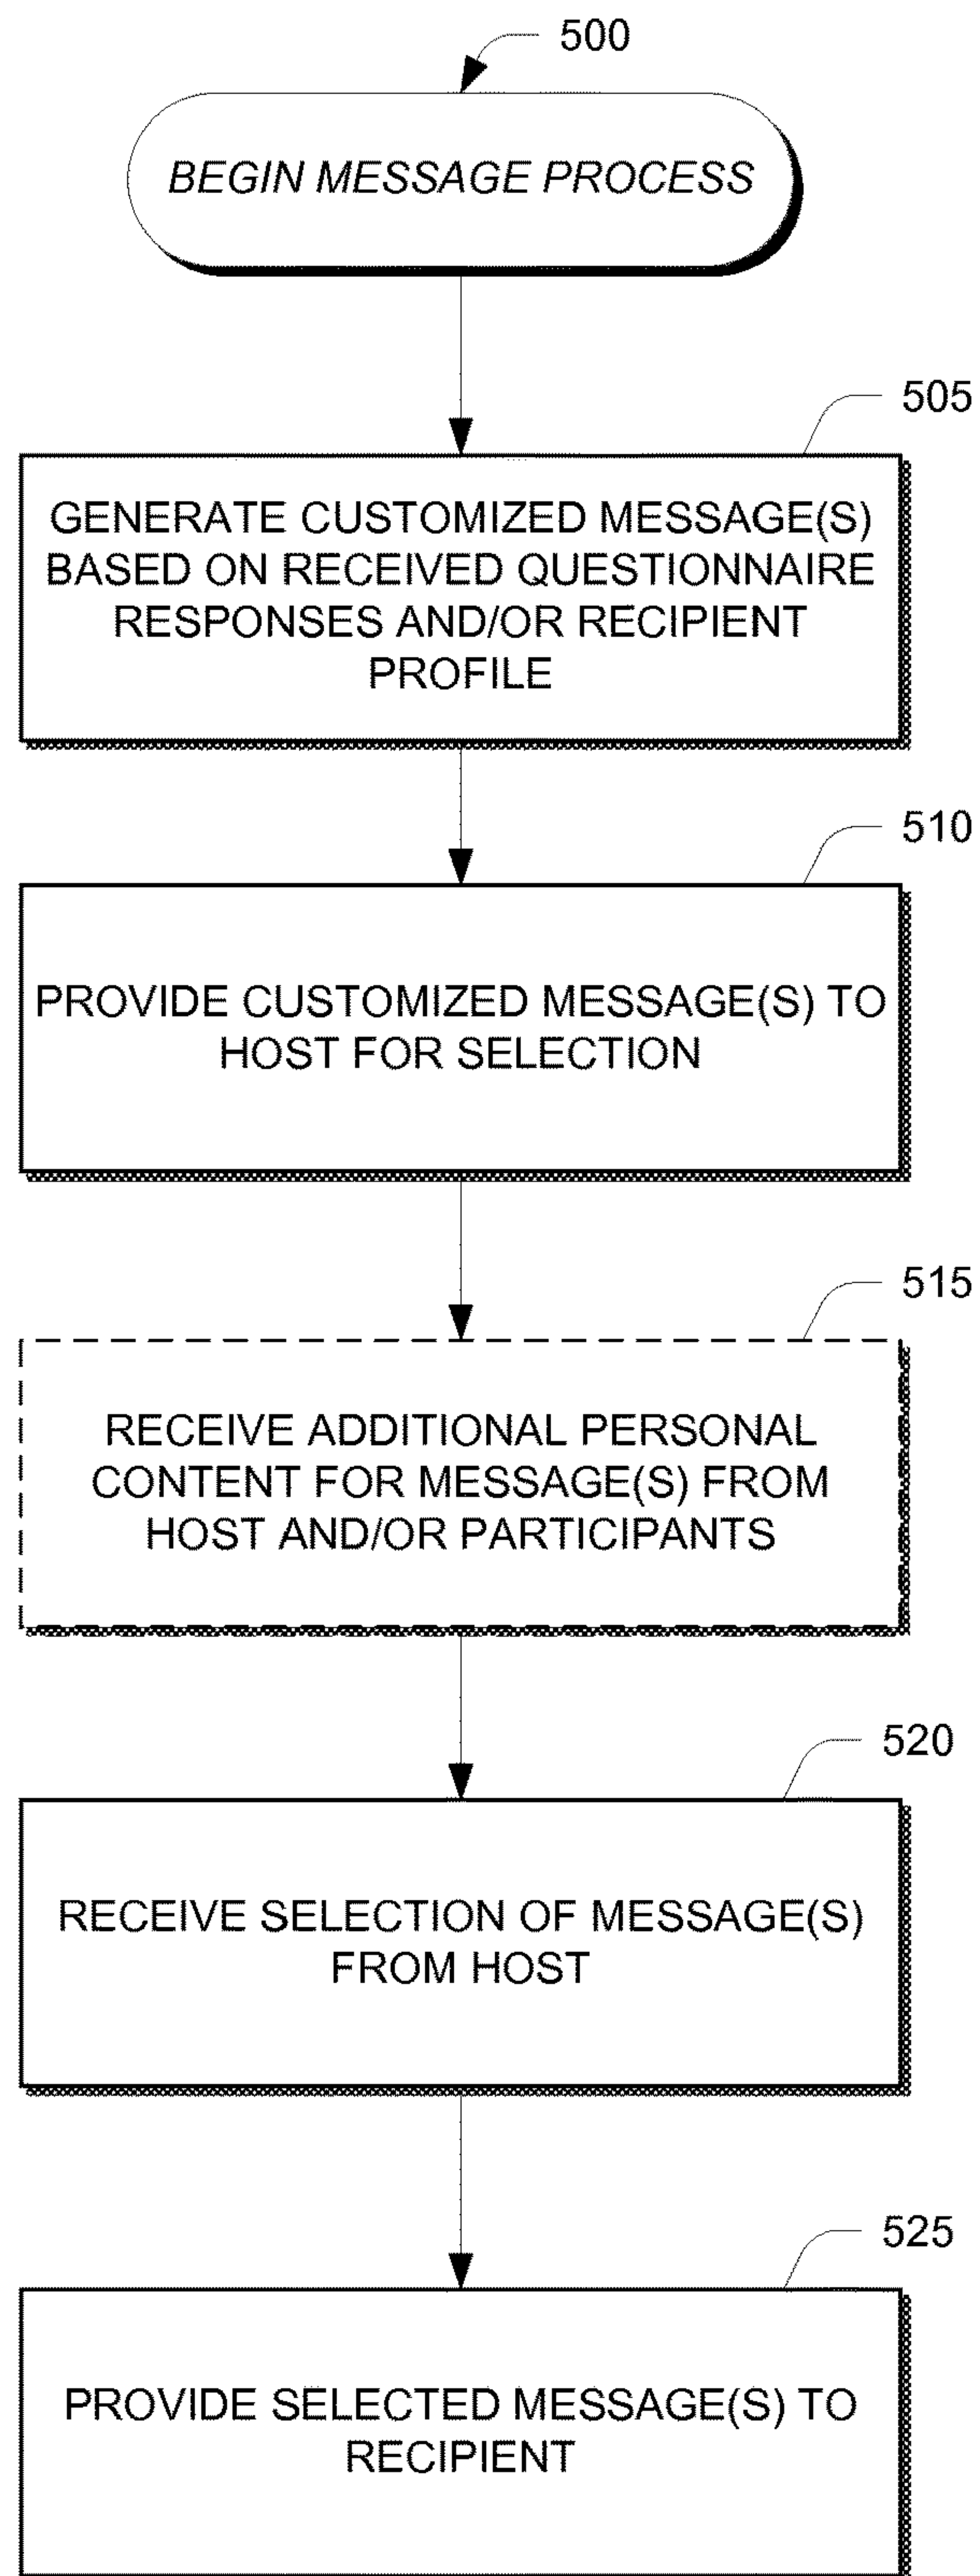 500
BEGIN MESSAGE PROCESS
505
GENERATE CUSTOMIZED MESSAGE(S)
BASED ON RECEIVED QUESTIONNAIRE
RESPONSES AND/OR RECIPIENT
PROFILE
510
PROVIDE CUSTOMIZED MESSAGE(S) TO
HOST FOR SELECTION
515
RECEIVE ADDITIONAL PERSONAL
CONTENT FOR MESSAGE(S) FROM
HOST AND/OR PARTICIPANTS
520
RECEIVE SELECTION OF MESSAGE(S)
FROM HOST
525
PROVIDE SELECTED MESSAGE(S) TO
RECIPIENT